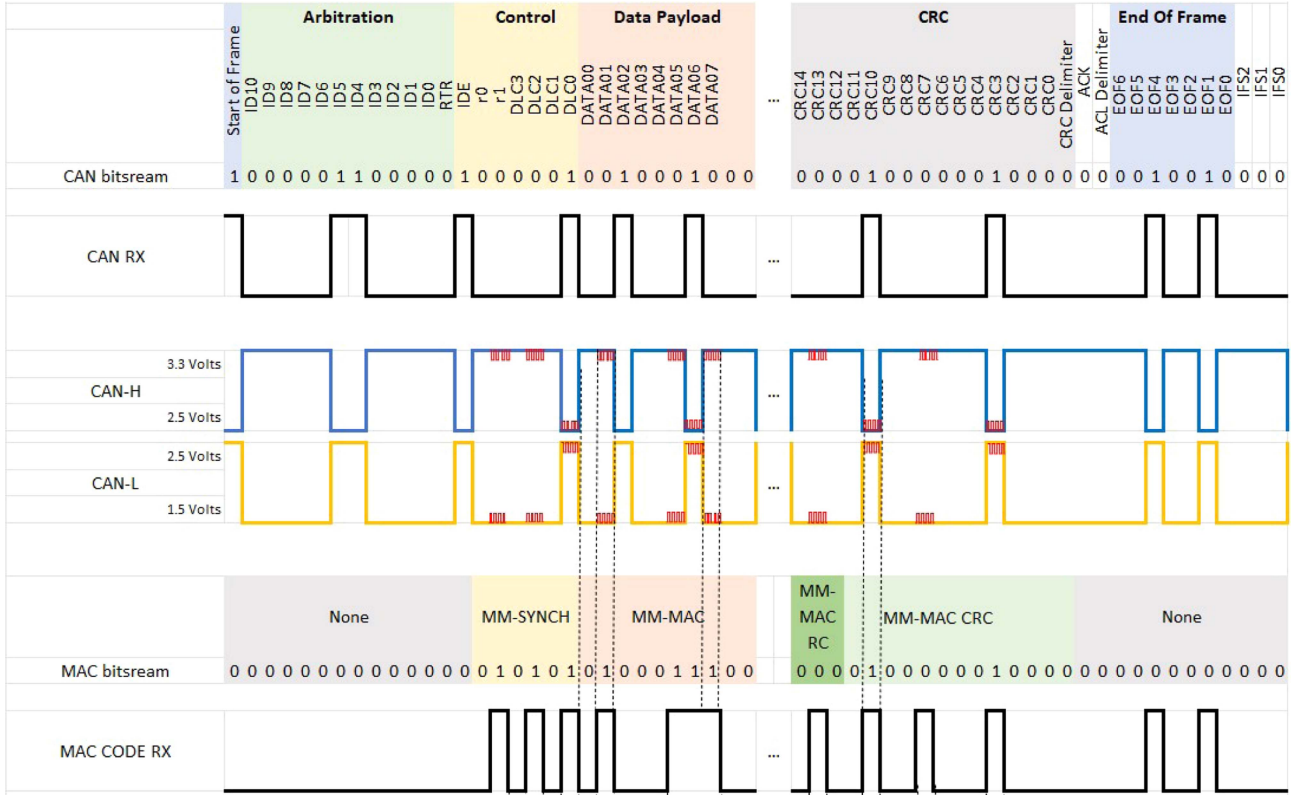 Arbitration Control Data Payload CRC End Of Frame
Start of Frame
ID10
ID9
ID8
ID7
ID6
ID5
ID4
ID3
ID2
ID1
ID0
RTR
IDE
r0
r1
DLC3
DLC2
DLC1
DLC0
DATA00
DATA01
DATA02
DATA03
DATA04
DATA05
DATA06
DATA07
...
CRC14
CRC13
CRC12
CRC11
CRC10
CRC9
CRC8
CRC7
CRC6
CRC5
CRC4
CRC3
CRC2
CRC1
CRC0
CRC Delimiter
ACK
ACL Delimiter
EOF6
EOF5
EOF4
EOF3
EOF2
EOF1
EOF0
IFS2
IFS1
IFS0
CAN bitsream 1 0 0 0 0 0 1 1 0 0 0 0 0 1 0 0 0 0 0 1 0 0 1 0 0 0 1 0 0 0 0 0 0 0 1 0 0 0 0 0 0 1 0 0 0 0 0 0 0 0 1 0 0 1 0 0 0 0
CAN RX ...
3.3 Volts
CAN-H ...
2.5 Volts
2.5 Volts
CAN-L ...
1.5 Volts
None MM-SYNCH MM-MAC MM-MAC RC MM-MAC CRC None
MAC bitsream 0 0 0 0 0 0 0 0 0 0 0 0 0 0 0 1 0 1 0 1 0 1 0 0 0 1 1 1 0 0 0 0 0 0 1 0 0 0 0 0 0 1 0 0 0 0 0 0 0 0 0 0 0 0 0 0 0 0
MAC CODE RX ...